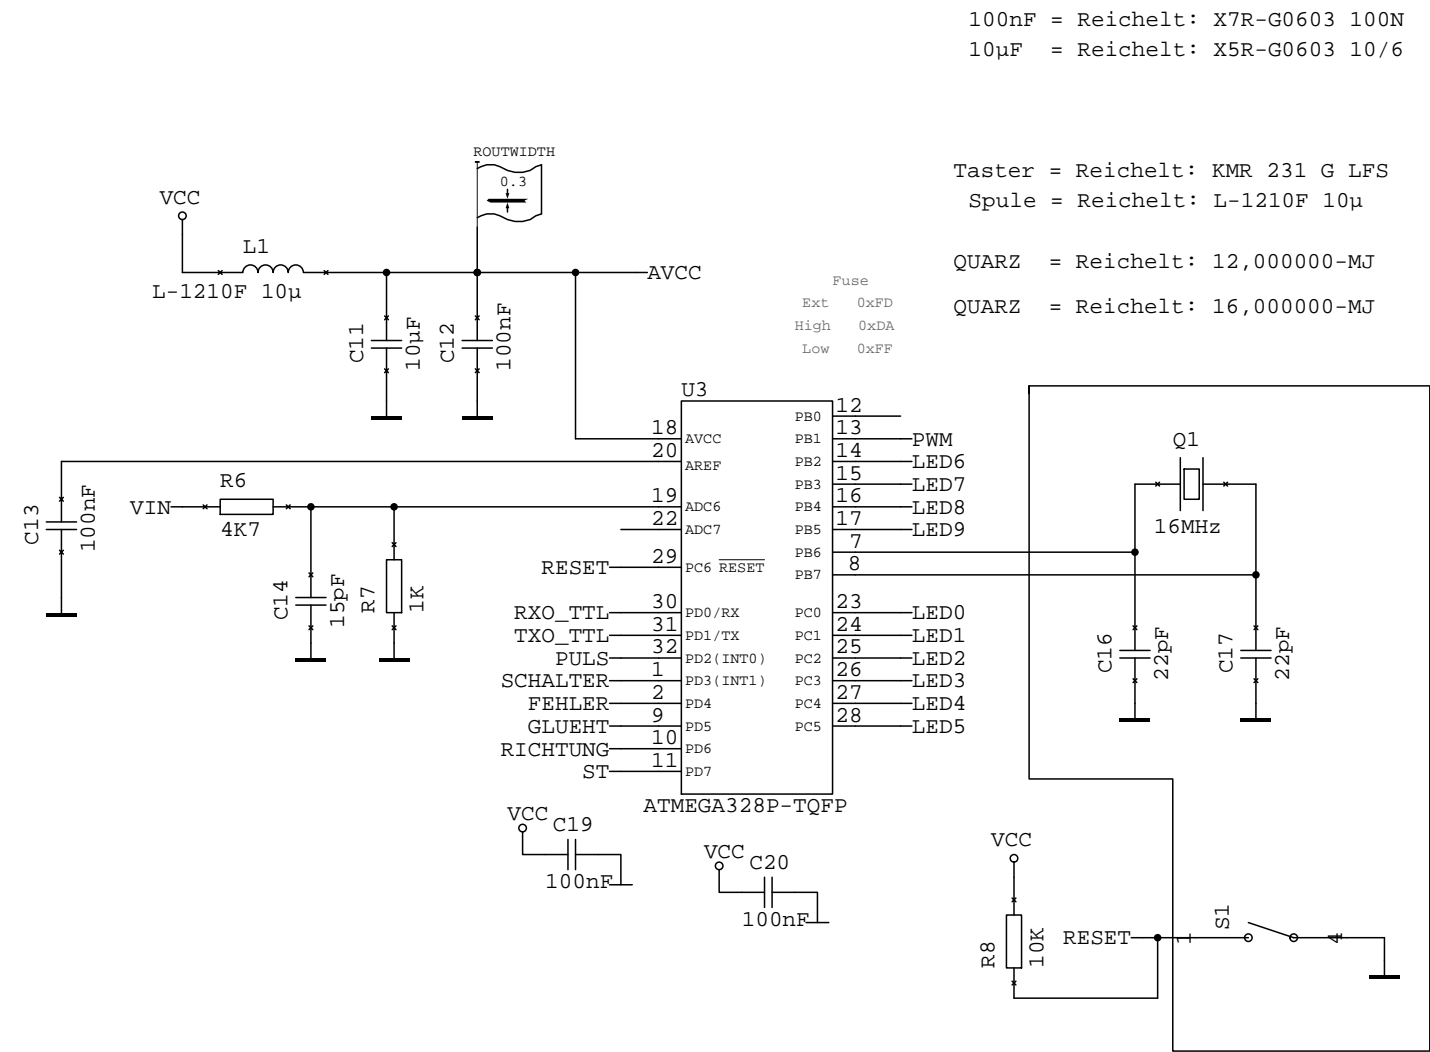 100nF = Reichelt: X7R-G0603 100N
10µF = Reichelt: X5R-G0603 10/6
Taster = Reichelt: KMR 231 G LFS
Spule = Reichelt: L-1210F 10µ
QUARZ = Reichelt: 12,000000-MJ
QUARZ = Reichelt: 16,000000-MJ
ROUTWIDTH
0.3
VCC
L1
L-1210F 10µ
AVCC
C11
10µF
C12
100nF
Fuse
Ext 0xFD
High 0xDA
Low 0xFF
U3
18 AVCC
20 AREF
19 ADC6
22 ADC7
RESET 29 PC6 RESET
RXO_TTL 30 PD0/RX
TXO_TTL 31 PD1/TX
PULS 32 PD2(INT0)
SCHALTER 1 PD3(INT1)
FEHLER 2 PD4
GLUEHT 9 PD5
RICHTUNG 10 PD6
ST 11 PD7
PB0 12
PB1 13 PWM
PB2 14 LED6
PB3 15 LED7
PB4 16 LED8
PB5 17 LED9
PB6 7
PB7 8
PC0 23 LED0
PC1 24 LED1
PC2 25 LED2
PC3 26 LED3
PC4 27 LED4
PC5 28 LED5
ATMEGA328P-TQFP
C13
100nF
VIN
R6
4K7
C14
15pF
R7
1K
Q1
16MHz
C16
22pF
C17
22pF
VCC
C19
100nF
VCC
C20
100nF
VCC
R8
10K
RESET
1
S1
4